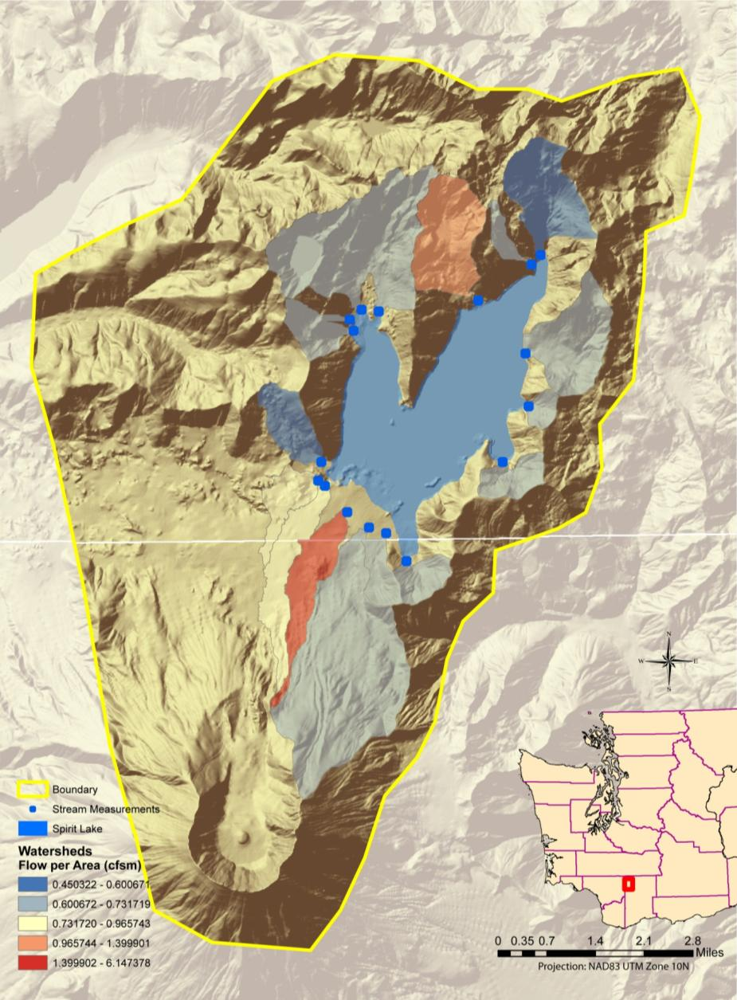 N
W
E
S
Boundary
Stream Measurements
Spirit Lake
Watersheds
Flow per Area (cfsm)
0.450322 - 0.600671
0.600672 - 0.731719
0.731720 - 0.965743
0.965744 - 1.399901
1.399902 - 6.147378
0 0.35 0.7 1.4 2.1 2.8
Miles
Projection: NAD83 UTM Zone 10N